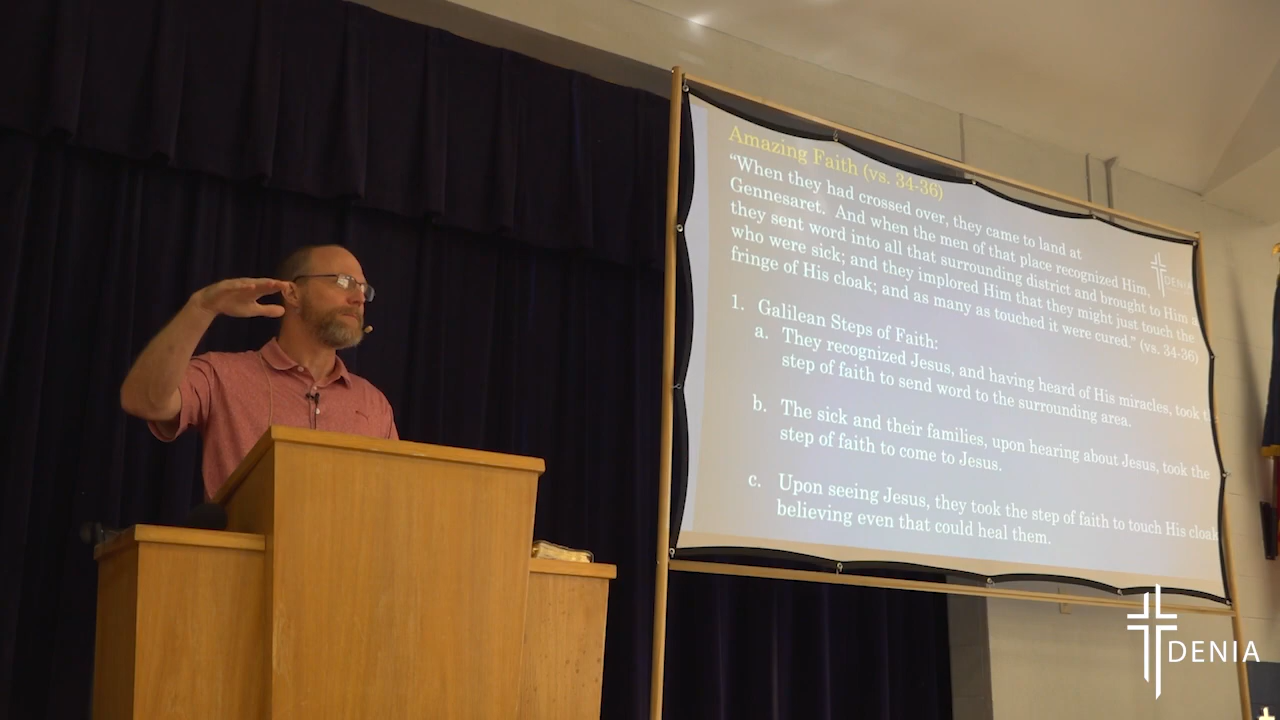 Amazing Faith (vs. 34-36)
“When they had crossed over, they came to land at
Gennesaret. And when the men of that place recognized Him,
they sent word into all that surrounding district and brought to Him
who were sick; and they implored Him that they might just touch the
fringe of His cloak; and as many as touched it were cured.” (vs. 34-36)
1. Galilean Steps of Faith:
a. They recognized Jesus, and having heard of His miracles, took
step of faith to send word to the surrounding area.
b. The sick and their families, upon hearing about Jesus, took the
step of faith to come to Jesus.
c. Upon seeing Jesus, they took the step of faith to touch His cloak
believing even that could heal them.
DENIA
DENIA